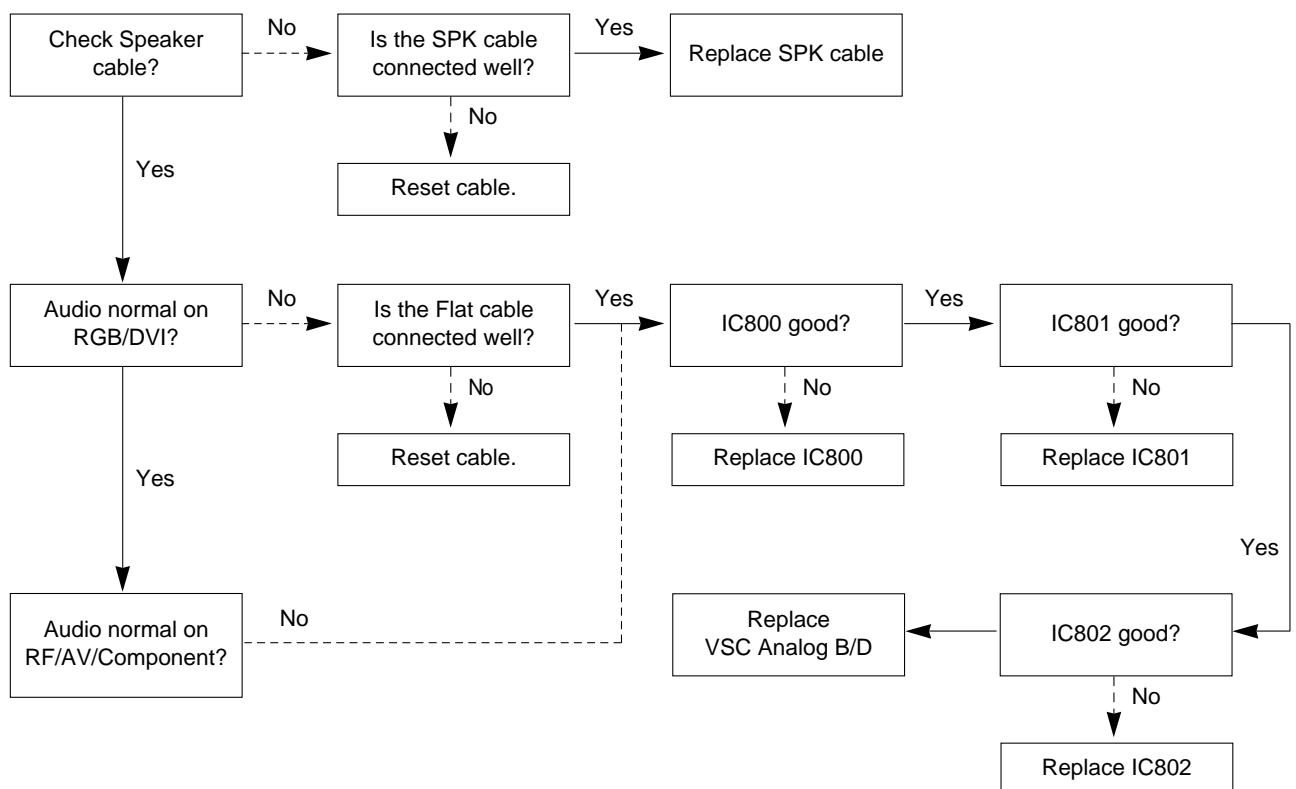 Check Speaker
cable?
No
Is the SPK cable
connected well?
Yes
Replace SPK cable
No
Yes
Reset cable.
Audio normal on
RGB/DVI?
No
Is the Flat cable
connected well?
Yes
IC800 good?
Yes
IC801 good?
No
No
No
Reset cable.
Replace IC800
Replace IC801
Yes
Yes
Audio normal on
RF/AV/Component?
No
Replace
VSC Analog B/D
IC802 good?
No
Replace IC802